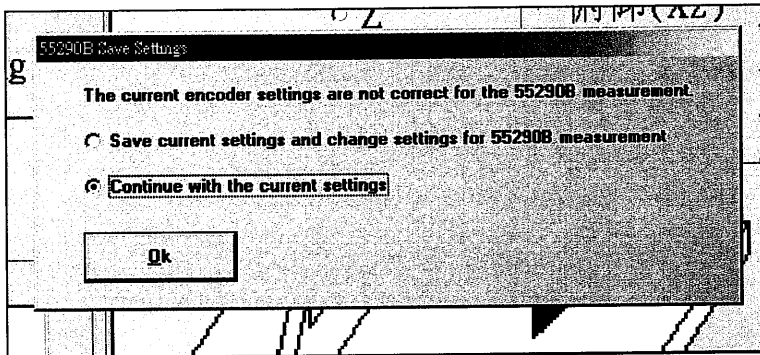 Z
(XZ)
g
55290B Save Settings
The current encoder settings are not correct for the 55290B measurement.
Save current settings and change settings for 55290B measurement
Continue with the current settings
Ok